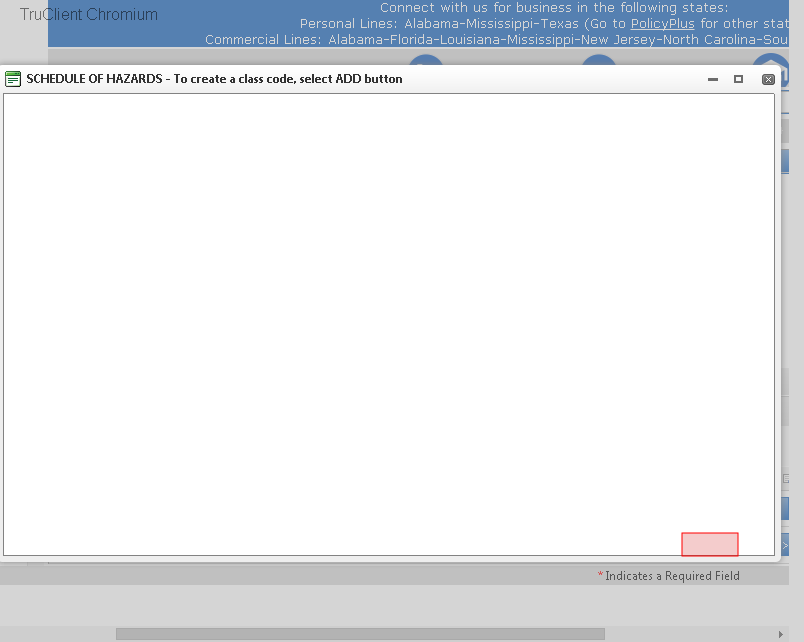 TruClient Chromium
Connect with us for business in the following states:
Personal Lines: Alabama-Mississippi-Texas (Go to PolicyPlus for other stat
Commercial Lines: Alabama-Florida-Louisiana-Mississippi-New Jersey-North Carolina-Sou
SCHEDULE OF HAZARDS - To create a class code, select ADD button
>
*Indicates a Required Field